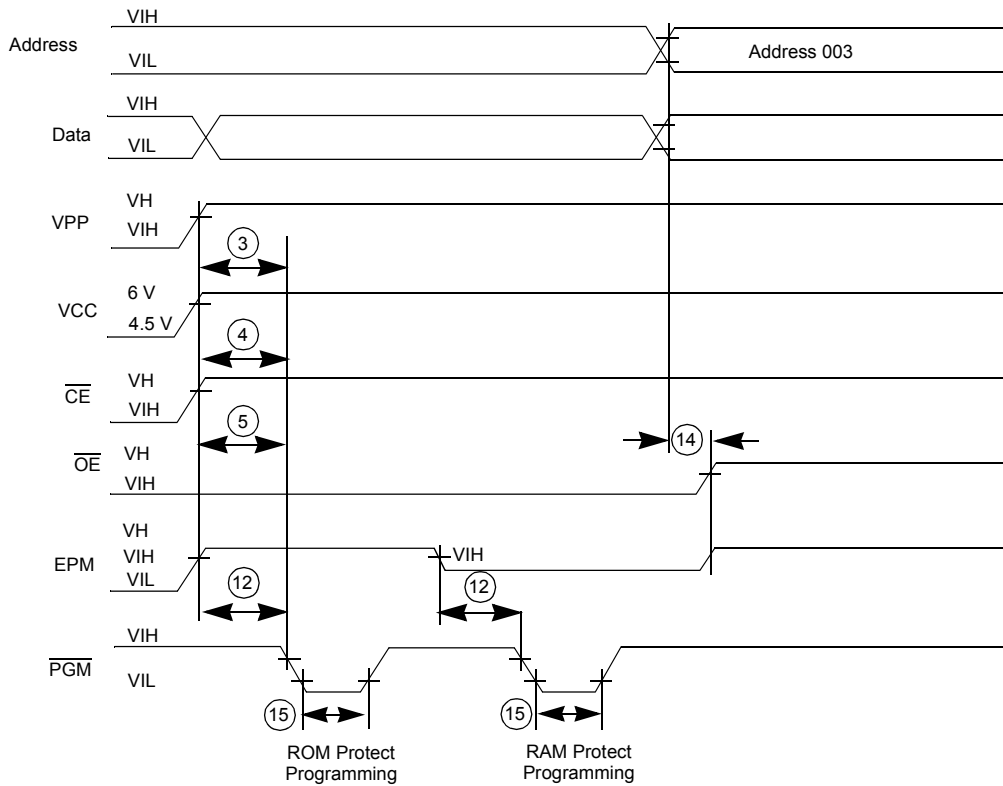 VIH
Address
VIL
Address 003
VIH
Data
VIL
VH
VPP
VIH
3
6 V
VCC
4.5 V
4
VH
CE
VIH
5
14
VH
OE
VIH
VH
VIH
EPM
VIL
VIH
12
12
VIH
PGM
VIL
15
15
ROM Protect
Programming
RAM Protect
Programming